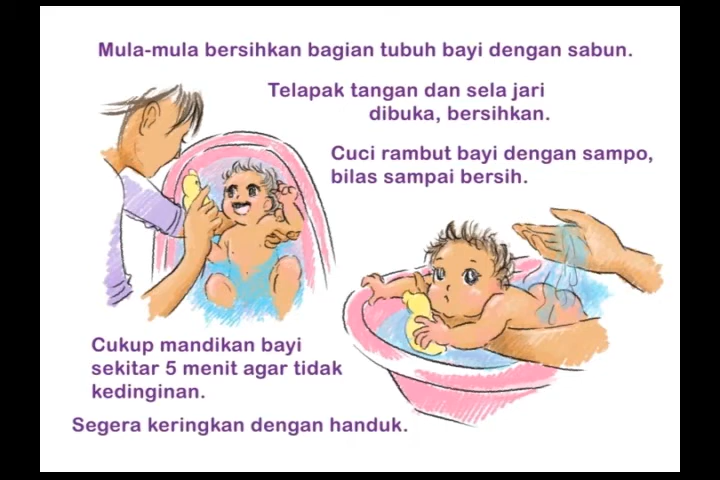 Mula-mula bersihkan bagian tubuh bayi dengan sabun.
Telapak tangan dan sela jari
dibuka, bersihkan.
Cuci rambut bayi dengan sampo,
bilas sampai bersih.
Cukup mandikan bayi
sekitar 5 menit agar tidak
kedinginan.
Segera keringkan dengan handuk.